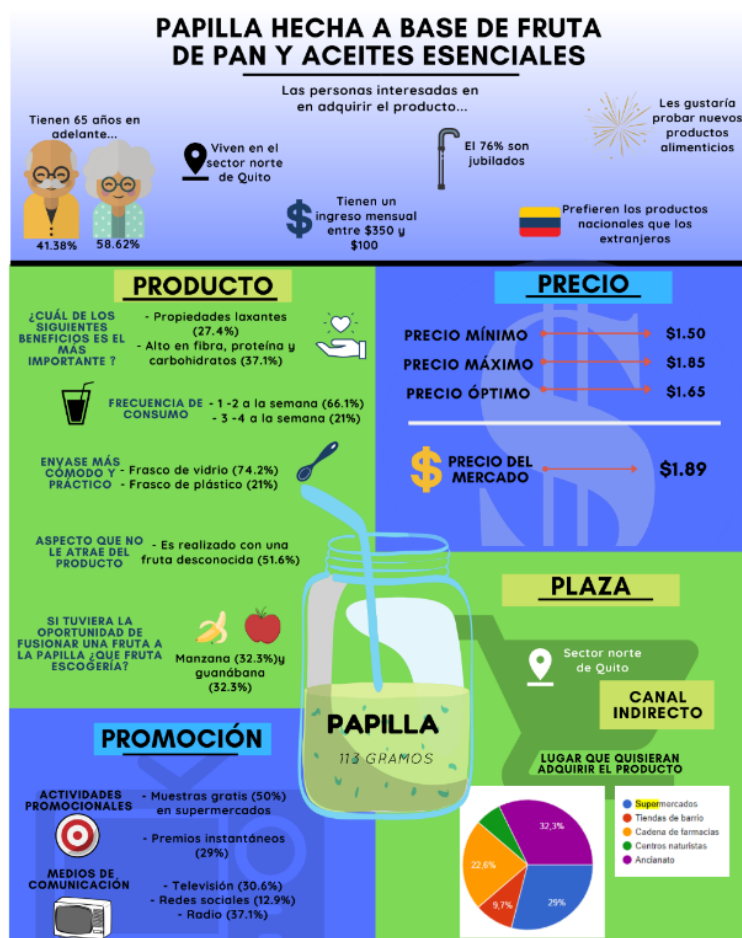 PAPILLA HECHA A BASE DE FRUTA
DE PAN Y ACEITES ESENCIALES
Las personas interesadas en
en adquirir el producto...
Tienen 65 años en
adelante...
41.38%
58.62%
Viven en el
sector norte
de Quito
Tienen un
ingreso mensual
entre $350 y
$100
El 76% son
jubilados
Les gustaría
probar nuevos
productos
alimenticios
Prefieren los productos
nacionales que los
extranjeros
PRODUCTO
¿CUÁL DE LOS
SIGUIENTES
BENEFICIOS ES EL
MÁS
IMPORTANTE ?
- Propiedades laxantes
(27.4%)
- Alto en fibra, proteína y
carbohidratos (37.1%)
FRECUENCIA DE
CONSUMO
- 1 -2 a la semana (66.1%)
- 3 -4 a la semana (21%)
ENVASE MÁS
CÓMODO Y
PRÁCTICO
- Frasco de vidrio (74.2%)
- Frasco de plástico (21%)
ASPECTO QUE NO
LE ATRAE DEL
PRODUCTO
- Es realizado con una
fruta desconocida (51.6%)
SI TUVIERA LA
OPORTUNIDAD DE
FUSIONAR UNA FRUTA A
LA PAPILLA ¿QUE FRUTA
ESCOGERÍA?
Manzana (32.3%)y
guanábana
(32.3%)
PRECIO
PRECIO MÍNIMO $1.50
PRECIO MÁXIMO $1.85
PRECIO ÓPTIMO $1.65
PRECIO DEL
MERCADO
$1.89
PAPILLA
113 GRAMOS
PLAZA
Sector norte
de Quito
CANAL
INDIRECTO
LUGAR QUE QUISIERAN
ADQUIRIR EL PRODUCTO
32,3%
22,6%
9,7%
29%
Supermercados
Tiendas de barrio
Cadena de farmacias
Centros naturistas
Ancianato
PROMOCIÓN
ACTIVIDADES
PROMOCIONALES
- Muestras gratis (50%)
en supermercados
- Premios instantáneos
(29%)
MEDIOS DE
COMUNICACIÓN
- Televisión (30.6%)
- Redes sociales (12.9%)
- Radio (37.1%)